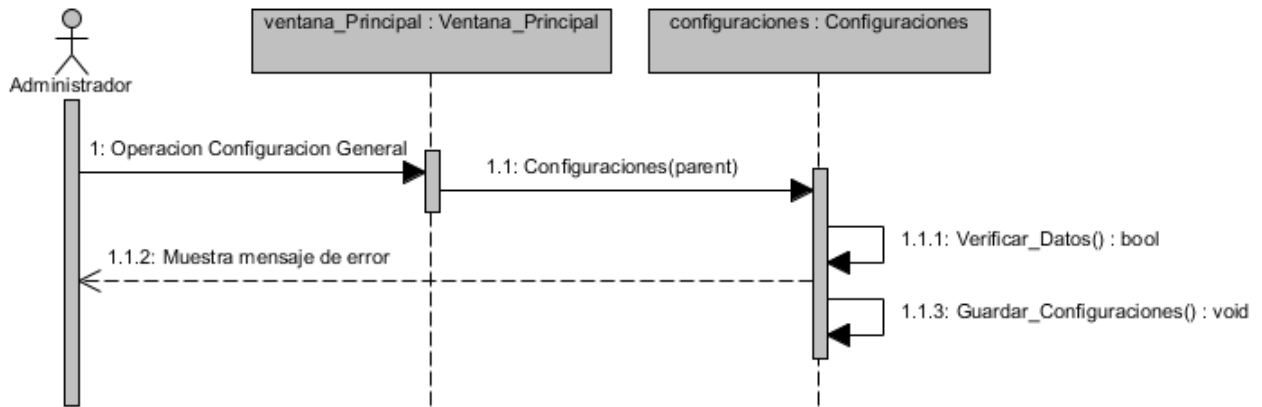 ventana_Principal : Ventana_Principal
configuraciones : Configuraciones
Administrador
1: Operacion Configuracion General
1.1: Configuraciones(parent)
1.1.1: Verificar_Datos() : bool
1.1.2: Muestra mensaje de error
1.1.3: Guardar_Configuraciones() : void